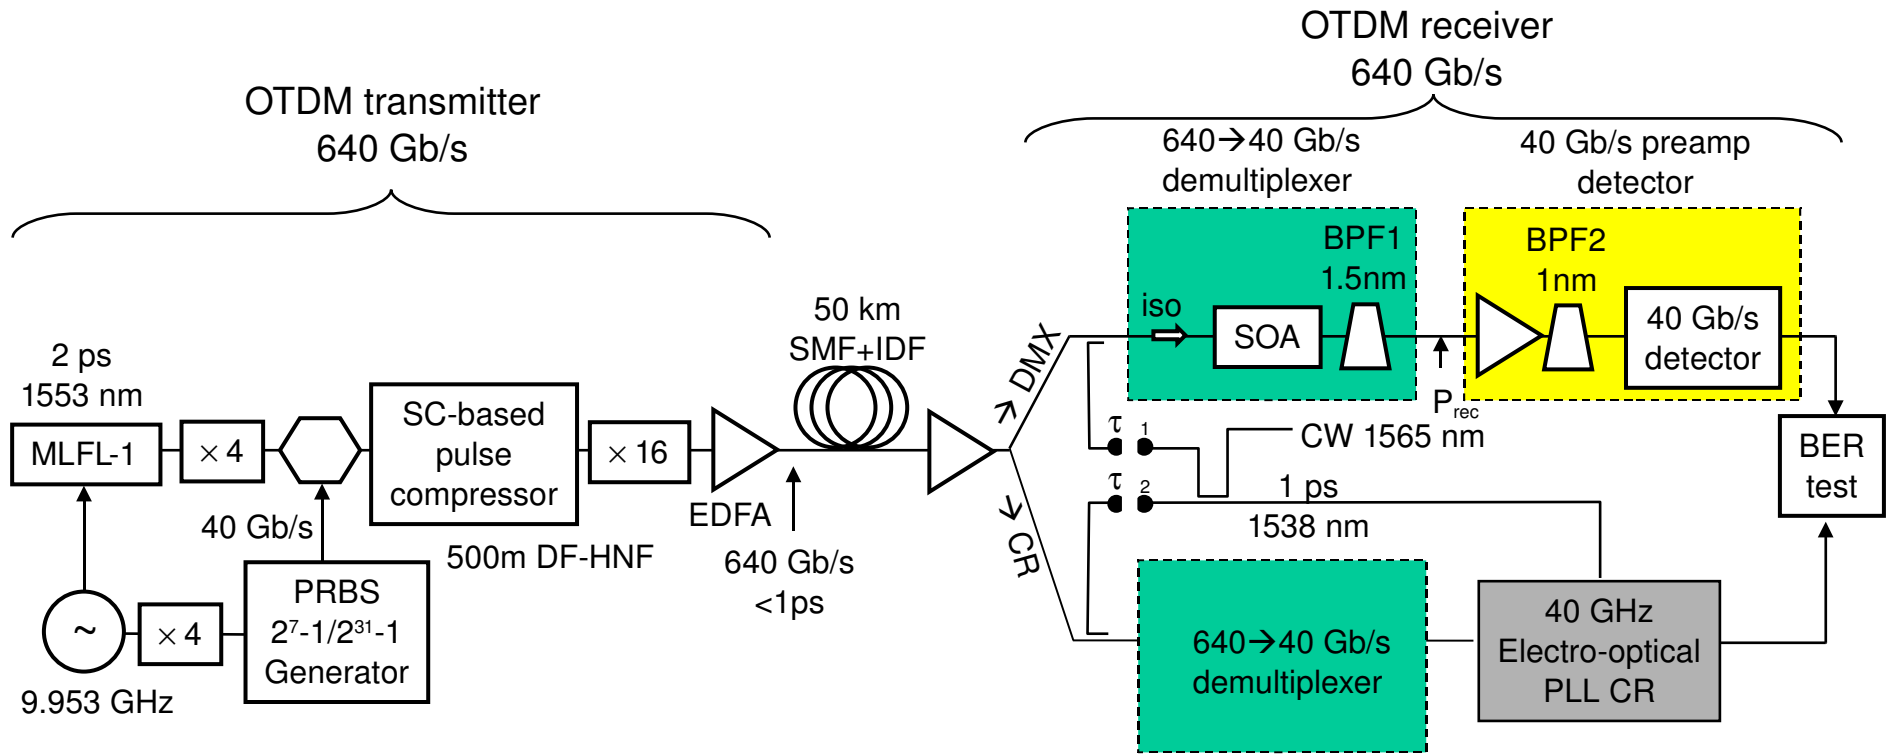 OTDM transmitter
640 Gb/s
OTDM receiver
640 Gb/s
640→40 Gb/s
demultiplexer
40 Gb/s preamp
detector
2 ps
1553 nm
MLFL-1
× 4
40 Gb/s
~
9.953 GHz
× 4
PRBS
2⁷-1/2³¹-1
Generator
SC-based
pulse
compressor
500m DF-HNF
× 16
EDFA
640 Gb/s
<1ps
50 km
SMF+IDF
→ DMX
→ CR
iso
SOA
BPF1
1.5nm
P_rec
BPF2
1nm
40 Gb/s
detector
τ 1
CW 1565 nm
τ 2
1 ps
1538 nm
640→40 Gb/s
demultiplexer
40 GHz
Electro-optical
PLL CR
BER
test